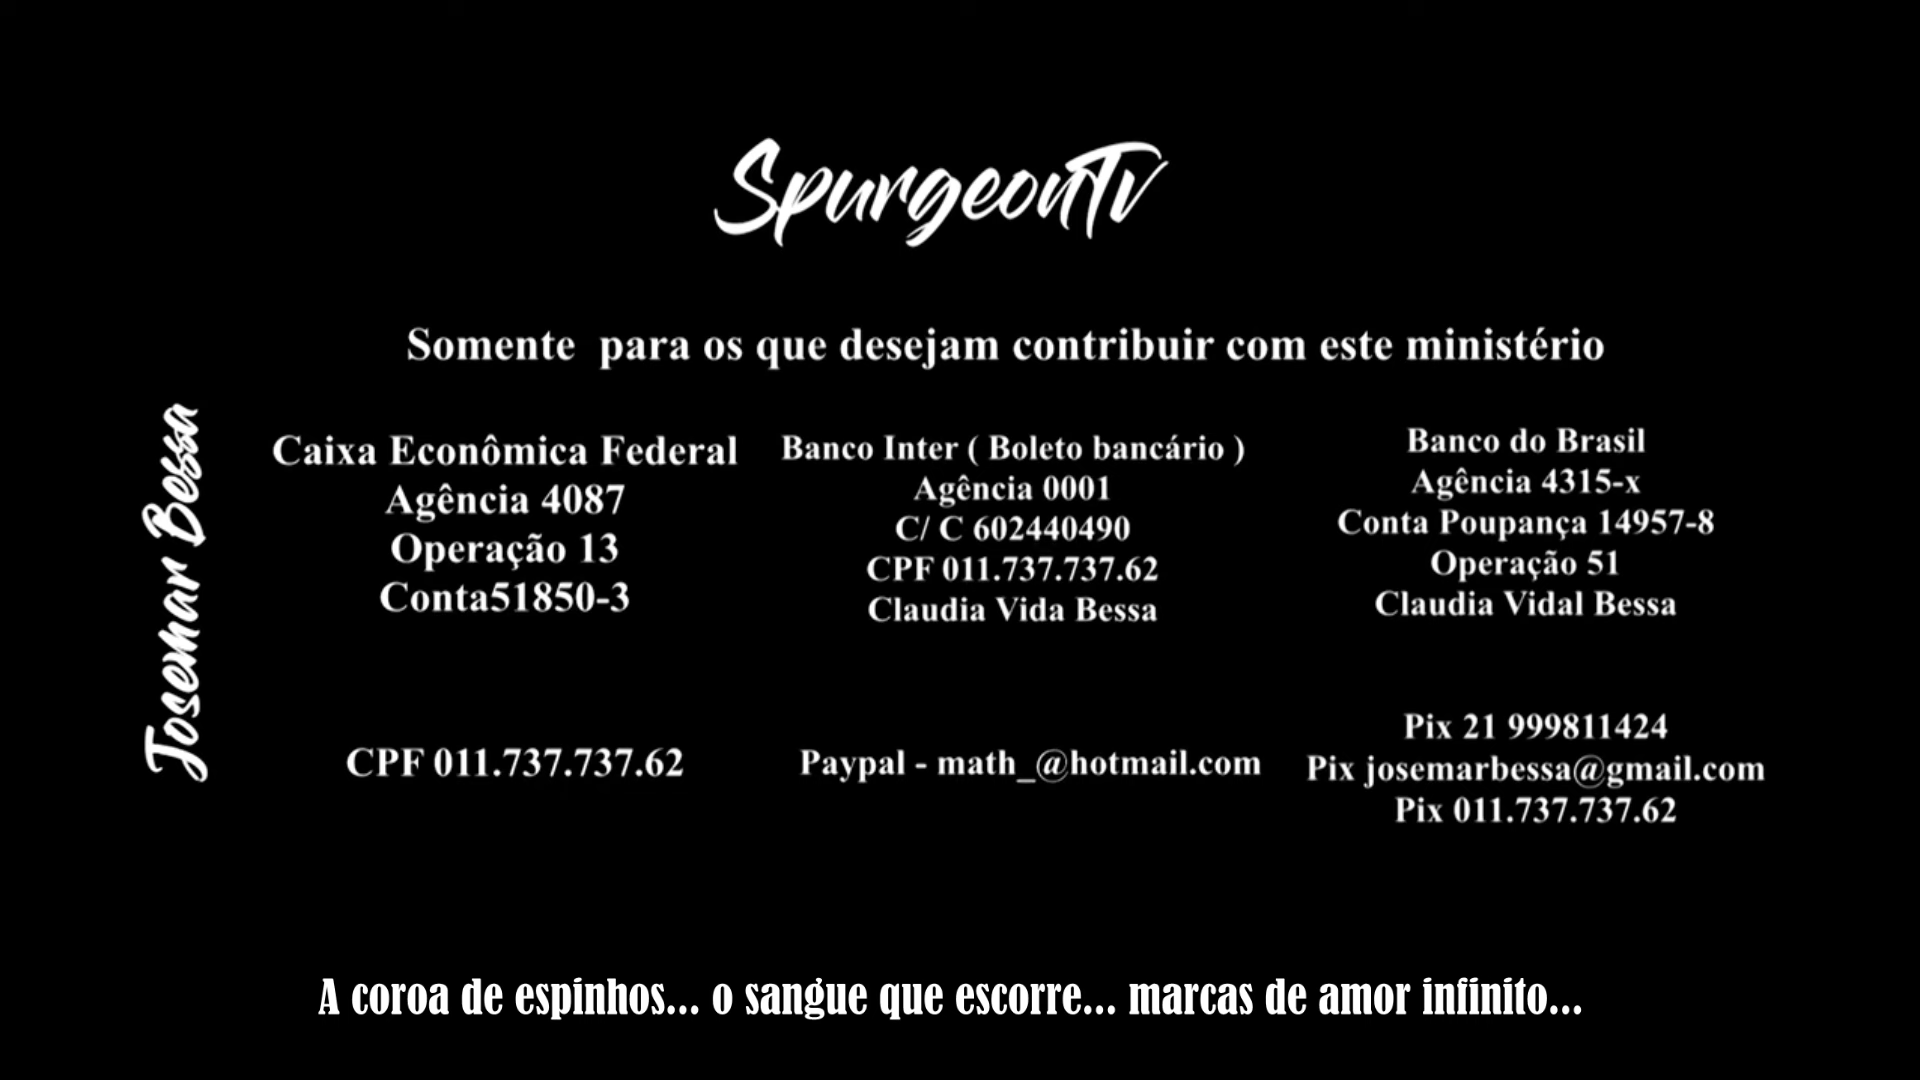 SpurgeonTv
Somente para os que desejam contribuir com este ministério
Josemar Bessa
Caixa Econômica Federal
Agência 4087
Operação 13
Conta51850-3
Banco Inter ( Boleto bancário )
Agência 0001
C/ C 602440490
CPF 011.737.737.62
Claudia Vida Bessa
Banco do Brasil
Agência 4315-x
Conta Poupança 14957-8
Operação 51
Claudia Vidal Bessa
CPF 011.737.737.62
Paypal - math_@hotmail.com
Pix 21 999811424
Pix josemarbessa@gmail.com
Pix 011.737.737.62
A coroa de espinhos... o sangue que escorre... marcas de amor infinito...